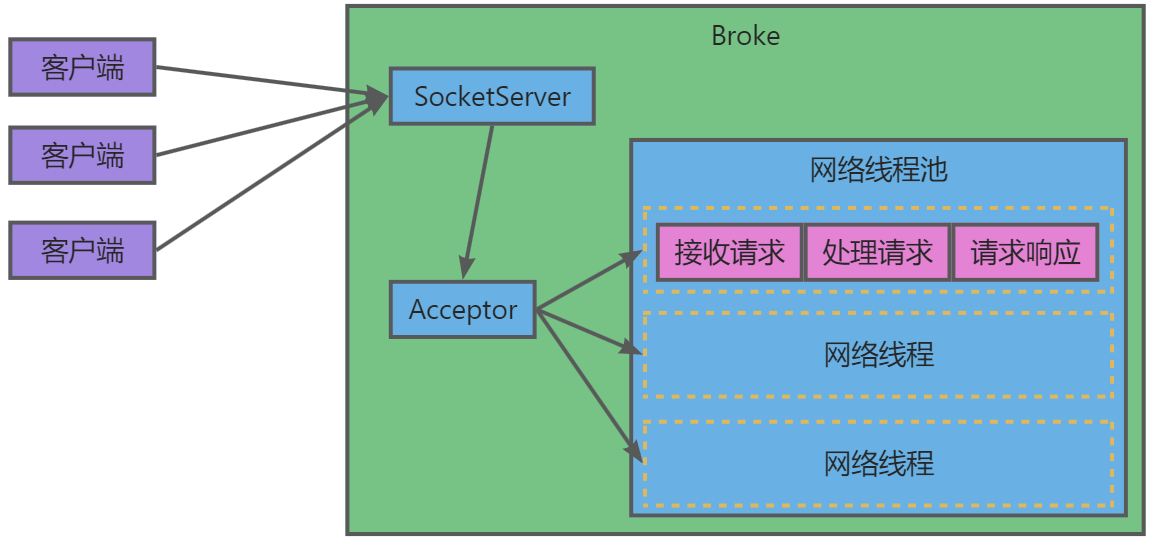 Broke
客户端
客户端
客户端
SocketServer
Acceptor
网络线程池
接收请求
处理请求
请求响应
网络线程
网络线程